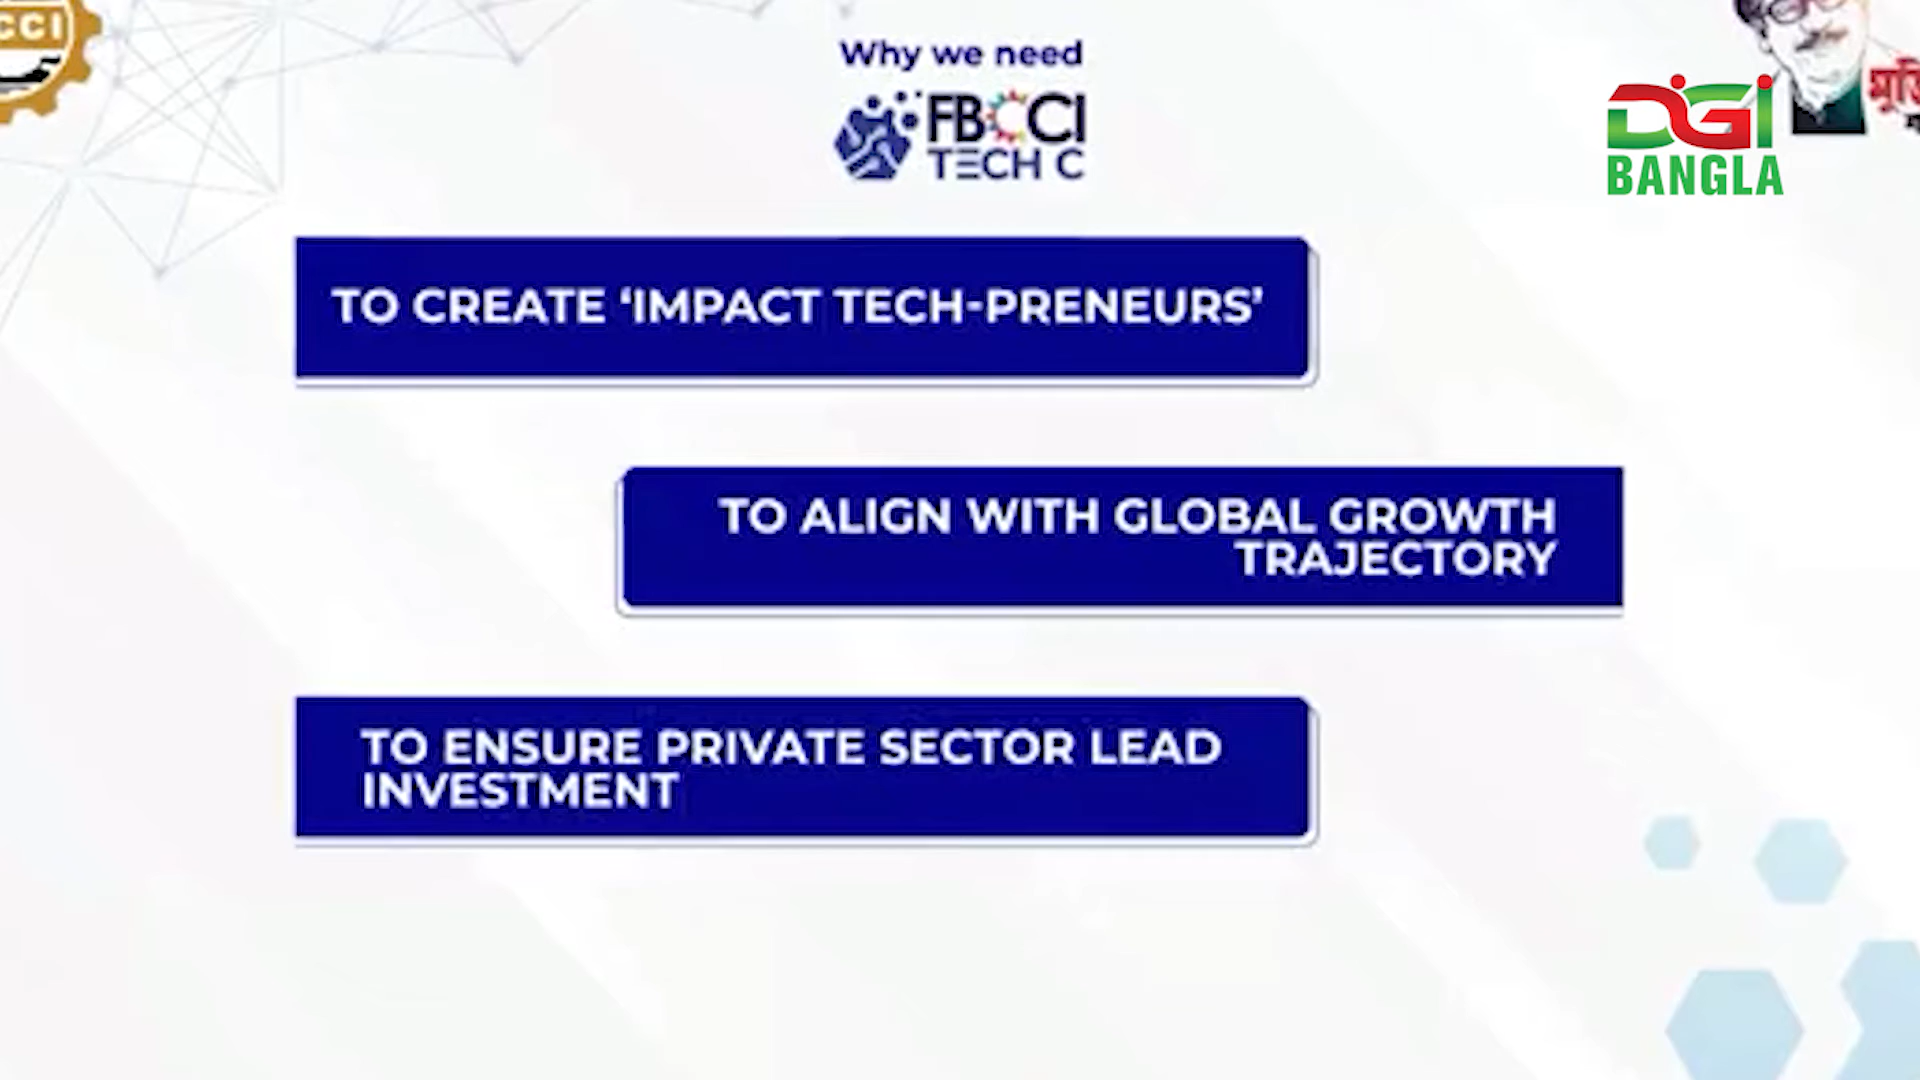 CCI
Why we need
FBCCI
TECH C
DGI
BANGLA
TO CREATE ‘IMPACT TECH-PRENEURS’
TO ALIGN WITH GLOBAL GROWTH
TRAJECTORY
TO ENSURE PRIVATE SECTOR LEAD
INVESTMENT